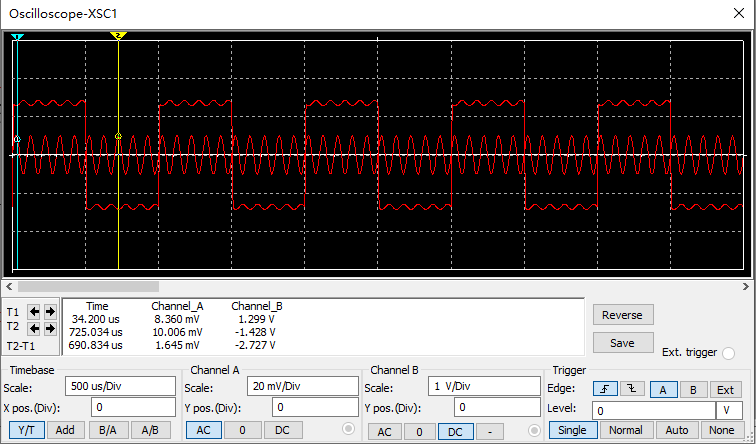 Oscilloscope-XSC1
1 2
T1 T2 T2-T1
Time Channel_A Channel_B
34.200 us 8.360 mV 1.299 V
725.034 us 10.006 mV -1.428 V
690.834 us 1.645 mV -2.727 V
Reverse
Save
Ext. trigger
Timebase Channel A Channel B Trigger
Scale: 500 us/Div Scale: 20 mV/Div Scale: 1 V/Div Edge: A B Ext
X pos.(Div): 0 Y pos.(Div): 0 Y pos.(Div): 0 Level: 0 V
Y/T Add B/A A/B AC 0 DC AC 0 DC - Single Normal Auto None